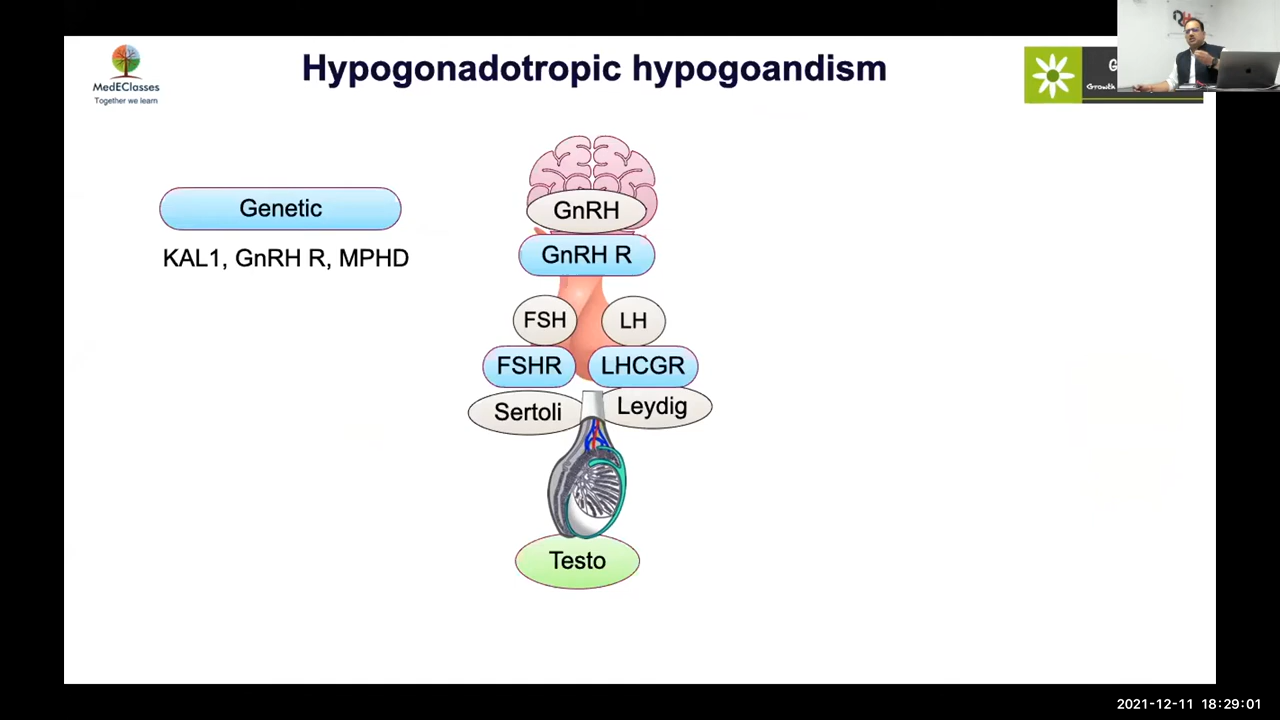 Hypogonadotropic hypogoandism
MedEClasses
Together we learn
G
Growth
Genetic
KAL1, GnRH R, MPHD
GnRH
GnRH R
FSH
LH
FSHR
LHCGR
Sertoli
Leydig
Testo
2021-12-11 18:29:01